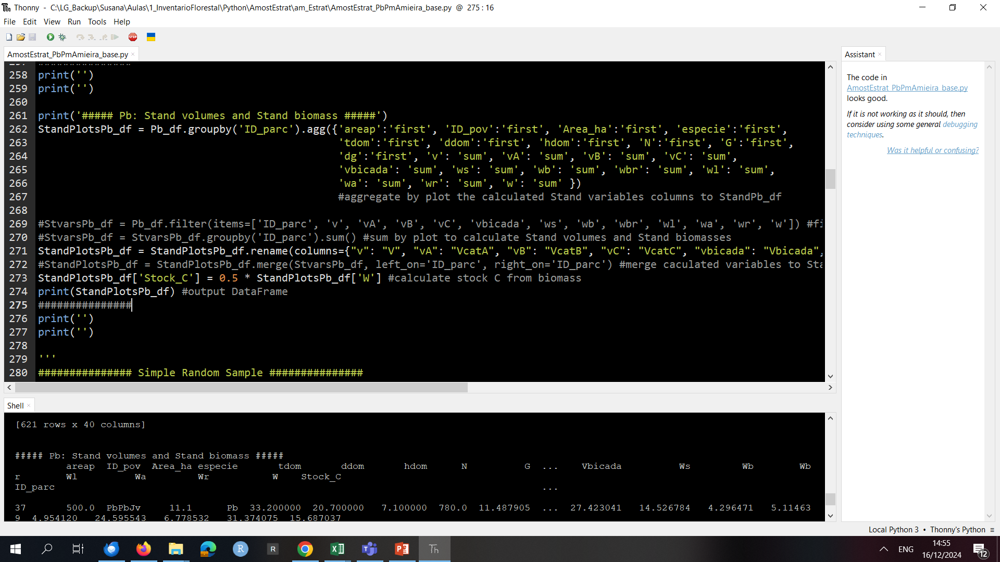 Thonny - C:\LG_Backup\Susana\Aulas\1_InventarioFlorestal\Python\AmostEstrat\am_Estrat\AmostEstrat_PbPmAmieira_base.py @ 275 : 16
File Edit View Run Tools Help
AmostEstrat_PbPmAmieira_base.py
258 print('')
259 print('')
260
261 print('##### Pb: Stand volumes and Stand biomass #####')
262 StandPlotsPb_df = Pb_df.groupby('ID_parc').agg({'areap':'first', 'ID_pov':'first', 'Area_ha':'first', 'especie':'first',
263 'tdom':'first', 'ddom':'first', 'hdom':'first', 'N':'first', 'G':'first',
264 'dg':'first', 'v': 'sum', 'vA': 'sum', 'vB': 'sum', 'vC': 'sum',
265 'vbicada': 'sum', 'ws': 'sum', 'wb': 'sum', 'wbr': 'sum', 'wl': 'sum',
266 'wa': 'sum', 'wr': 'sum', 'w': 'sum' })
267 #aggregate by plot the calculated Stand variables columns to StandPb_df
268
269 #StvarsPb_df = Pb_df.filter(items=['ID_parc', 'v', 'vA', 'vB', 'vC', 'vbicada', 'ws', 'wb', 'wbr', 'wl', 'wa', 'wr', 'w']) #fi
270 #StvarsPb_df = StvarsPb_df.groupby('ID_parc').sum() #sum by plot to calculate Stand volumes and Stand biomasses
271 StandPlotsPb_df = StandPlotsPb_df.rename(columns={"v": "V", "vA": "VcatA", "vB": "VcatB", "vC": "VcatC", "vbicada": "Vbicada",
272 #StandPlotsPb_df = StandPlotsPb_df.merge(StvarsPb_df, left_on='ID_parc', right_on='ID_parc') #merge caculated variables to Sta
273 StandPlotsPb_df['Stock_C'] = 0.5 * StandPlotsPb_df['W'] #calculate stock C from biomass
274 print(StandPlotsPb_df) #output DataFrame
275 ###############
276 print('')
277 print('')
278
279 '''
280 ############### Simple Random Sample ###############
Shell
[621 rows x 40 columns]
##### Pb: Stand volumes and Stand biomass #####
areap ID_pov Area_ha especie tdom ddom hdom N G ... Vbicada Ws Wb Wb
r Wl Wa Wr W Stock_C
ID_parc ...
37 500.0 PbPbJv 11.1 Pb 33.200000 20.700000 7.100000 780.0 11.487905 ... 27.423041 14.526784 4.296471 5.11463
9 4.954120 24.595543 6.778532 31.374075 15.687037
Assistant
The code in
AmostEstrat_PbPmAmieira_base.py
looks good.
If it is not working as it should, then
consider using some general debugging
techniques.
Was it helpful or confusing?
Local Python 3 • Thonny's Python
ENG
14:55
16/12/2024
12